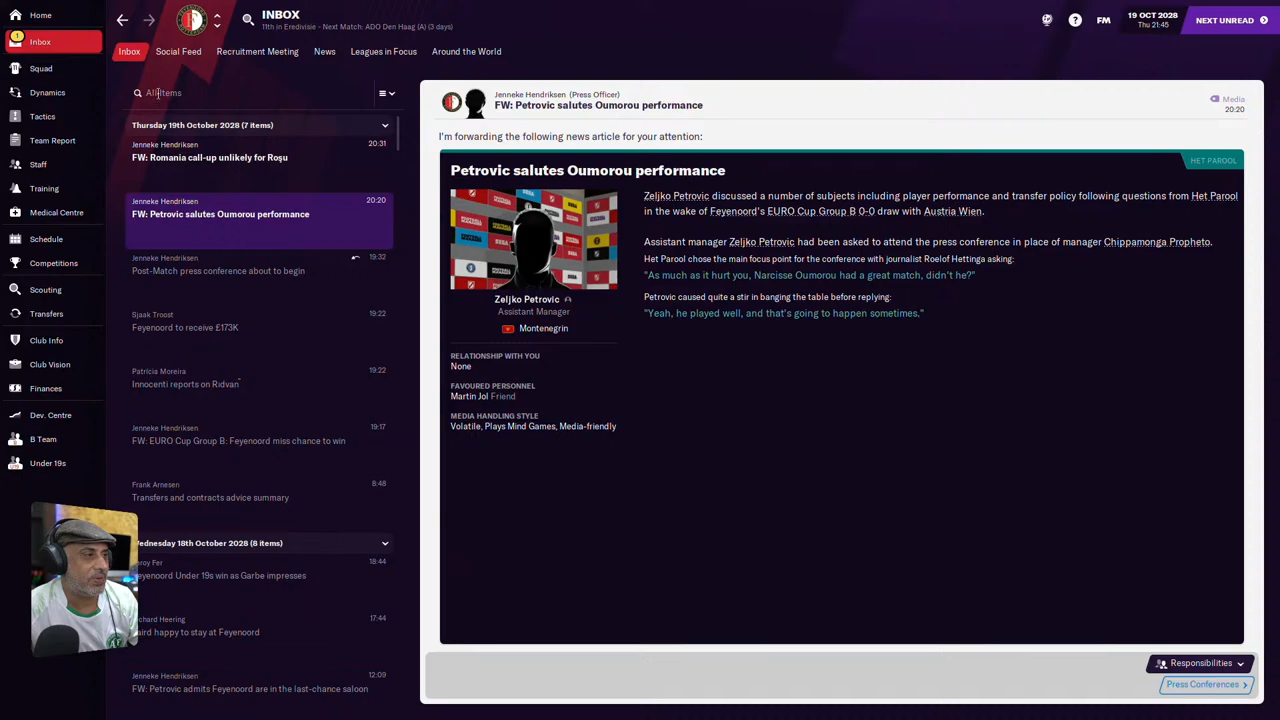 Home
Inbox
1
Squad
Dynamics
Tactics
Team Report
Staff
Training
Medical Centre
Schedule
Competitions
Scouting
Transfers
Club Info
Club Vision
Finances
Dev. Centre
B Team
Under 19s
INBOX
11th in Eredivisie - Next Match: ADO Den Haag (A) (3 days)
FM
19 OCT 2028
Thu 21:45
NEXT UNREAD
Inbox
Social Feed
Recruitment Meeting
News
Leagues in Focus
Around the World
All items
Thursday 19th October 2028 (7 items)
Jenneke Hendriksen 20:31
FW: Romania call-up unlikely for Roşu
Jenneke Hendriksen 20:20
FW: Petrovic salutes Oumorou performance
Jenneke Hendriksen 19:32
Post-Match press conference about to begin
Sjaak Troost 19:22
Feyenoord to receive £173K
Patrícia Moreira 19:22
Innocenti reports on Rıdvan
Jenneke Hendriksen 19:17
FW: EURO Cup Group B: Feyenoord miss chance to win
Frank Arnesen 8:48
Transfers and contracts advice summary
ednesday 18th October 2028 (8 items)
eroy Fer 18:44
eyenoord Under 19s win as Garbe impresses
chard Heering 17:44
aird happy to stay at Feyenoord
Jenneke Hendriksen 12:09
FW: Petrovic admits Feyenoord are in the last-chance saloon
Jenneke Hendriksen (Press Officer)
FW: Petrovic salutes Oumorou performance
Media
20:20
I'm forwarding the following news article for your attention:
HET PAROOL
Petrovic salutes Oumorou performance
Zeljko Petrovic
Assistant Manager
Montenegrin
RELATIONSHIP WITH YOU
None
FAVOURED PERSONNEL
Martin Jol Friend
MEDIA HANDLING STYLE
Volatile, Plays Mind Games, Media-friendly
Zeljko Petrovic discussed a number of subjects including player performance and transfer policy following questions from Het Parool
in the wake of Feyenoord's EURO Cup Group B 0-0 draw with Austria Wien.
Assistant manager Zeljko Petrovic had been asked to attend the press conference in place of manager Chippamonga Propheto.
Het Parool chose the main focus point for the conference with journalist Roelof Hettinga asking:
"As much as it hurt you, Narcisse Oumorou had a great match, didn't he?"
Petrovic caused quite a stir in banging the table before replying:
"Yeah, he played well, and that's going to happen sometimes."
Responsibilities
Press Conferences